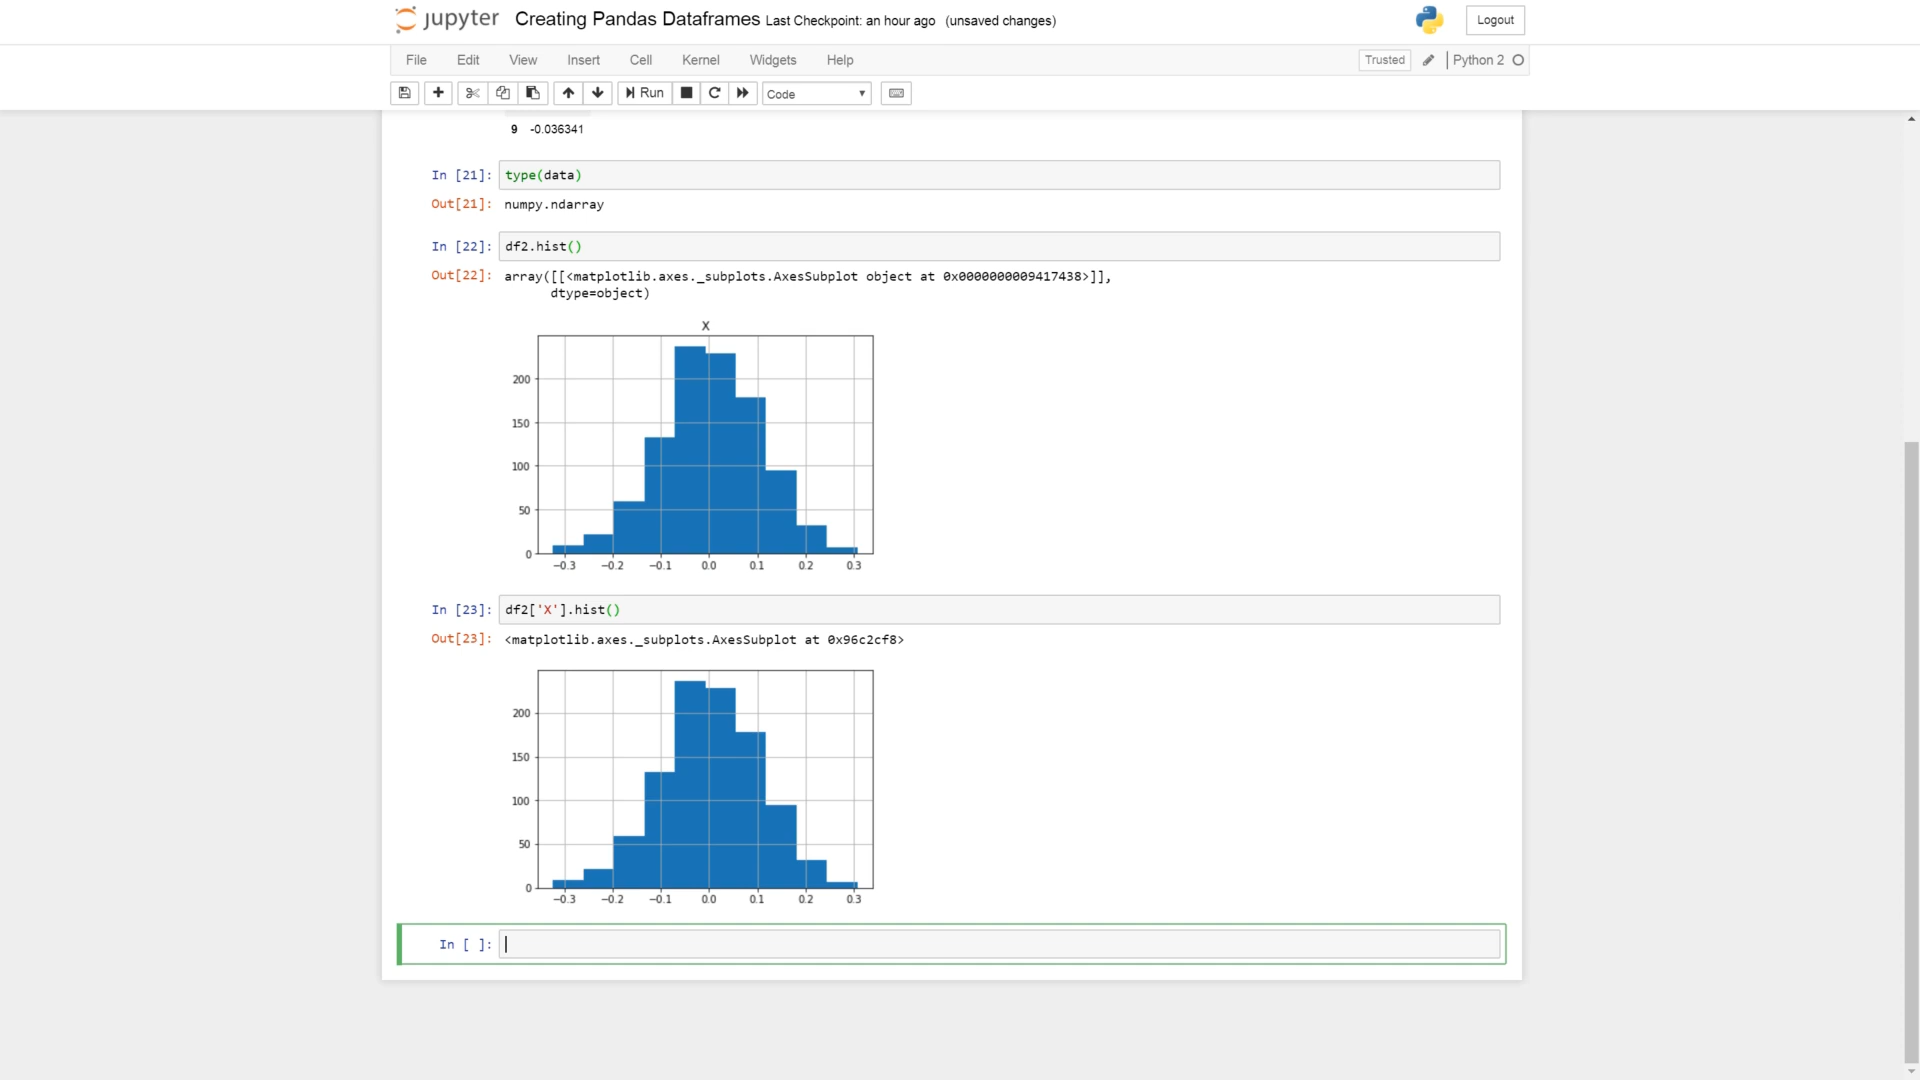 jupyter Creating Pandas Dataframes Last Checkpoint: an hour ago (unsaved changes) Logout
File Edit View Insert Cell Kernel Widgets Help Trusted Python 2
Run Code
9 -0.036341
In [21]: type(data)
Out[21]: numpy.ndarray
In [22]: df2.hist()
Out[22]: array([[<matplotlib.axes._subplots.AxesSubplot object at 0x0000000009417438>]],
dtype=object)
X
200
150
100
50
0
−0.3 −0.2 −0.1 0.0 0.1 0.2 0.3
In [23]: df2['X'].hist()
Out[23]: <matplotlib.axes._subplots.AxesSubplot at 0x96c2cf8>
200
150
100
50
0
−0.3 −0.2 −0.1 0.0 0.1 0.2 0.3
In [ ]: